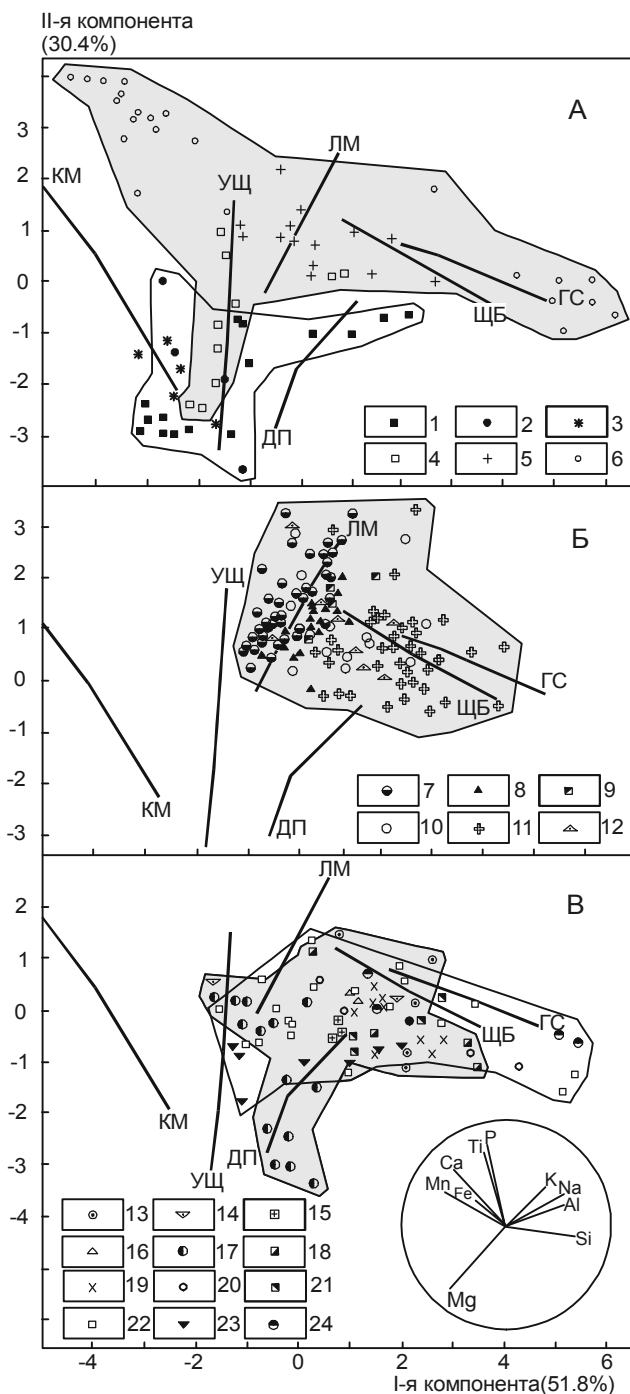 II-я компонента
(30.4%)
А
3
2
1
0
-1
-2
-3
КМ
УЩ
ЛМ
ЩБ
ГС
ДП
1 2 3
4 5 6
Б
3
2
1
0
-1
-2
-3
УЩ
ЛМ
ГС
ЩБ
КМ
ДП
7 8 9
10 11 12
В
2
1
0
-1
-2
-3
-4
ЛМ
ЩБ
ГС
КМ
УЩ
ДП
13 14 15
16 17 18
19 20 21
22 23 24
P
Ti
Ca
Mn
Fe
K
Na
Al
Si
Mg
-4 -2 0 2 4 6
I-я компонента(51.8%)